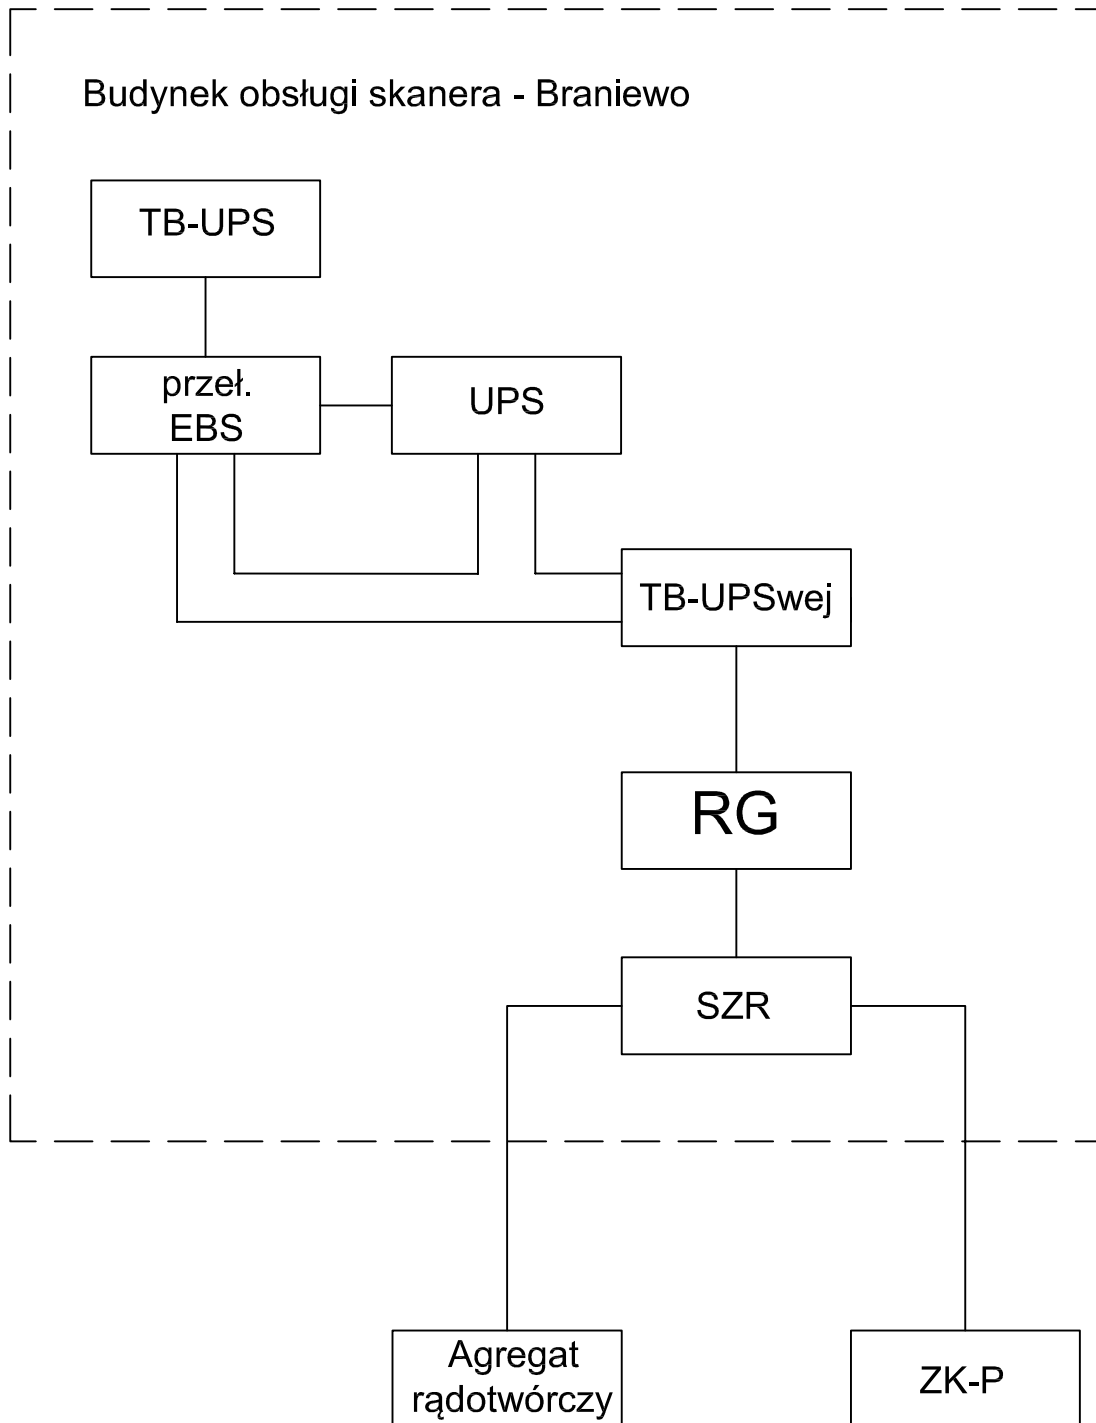 Budynek obsługi skanera - Braniewo
TB-UPS
przeł.
EBS
UPS
TB-UPSwej
RG
SZR
Agregat
rądotwórczy
ZK-P